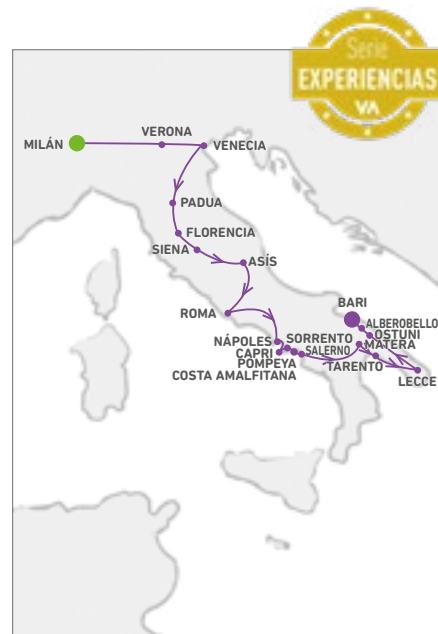 Serie
EXPERIENCIAS
VA
VERONA
MILÁN
VENECIA
PADUA
FLORENCIA
SIENA
ASÍS
BARI
ROMA
ALBEROBELLO
OSTUNI
NÁPOLES
SORRENTO
MATERA
CAPRI
SALERNO
POMPEYA
TARENTO
COSTA AMALFITANA
LECCE